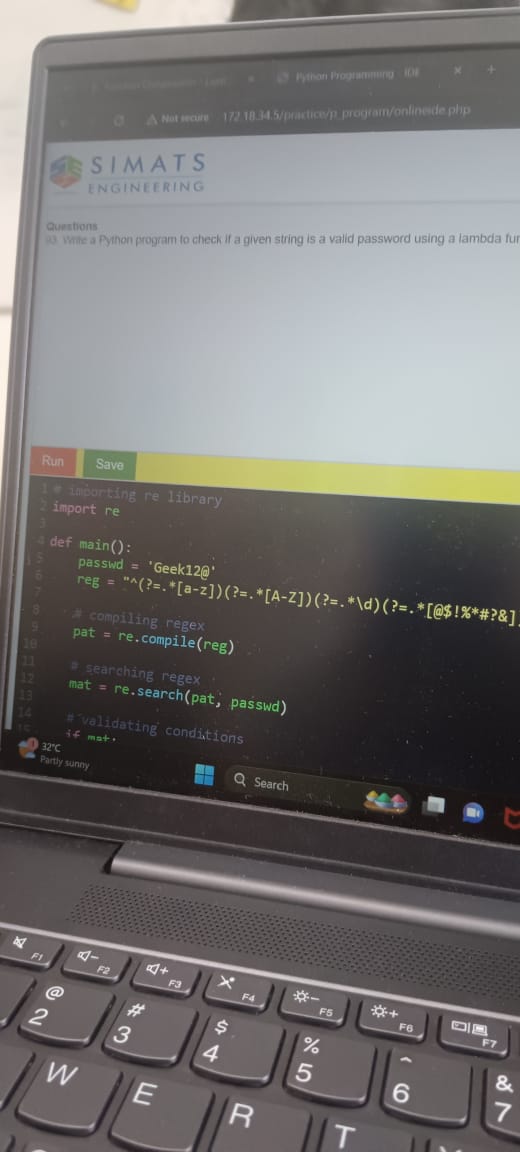 Python Programming IDE
Not secure 172.18.34.5/practice/p_program/onlineide.php
SIMATS
ENGINEERING
Questions
93. Write a Python program to check if a given string is a valid password using a lambda fun
Run Save
1 # importing re library
2 import re
3
4 def main():
5 passwd = 'Geek12@'
6 reg = "^(?=.*[a-z])(?=.*[A-Z])(?=.*\d)(?=.*[@$!%*#?&]
7
8 # compiling regex
9 pat = re.compile(reg)
10
11 # searching regex
12 mat = re.search(pat, passwd)
13
14 # validating conditions
15 if mat:
1
32°C
Partly sunny
Search
F1
F2
F3
F4
F5
F6
F7
@
2
#
3
$
4
%
5
^
6
&
7
W
E
R
T